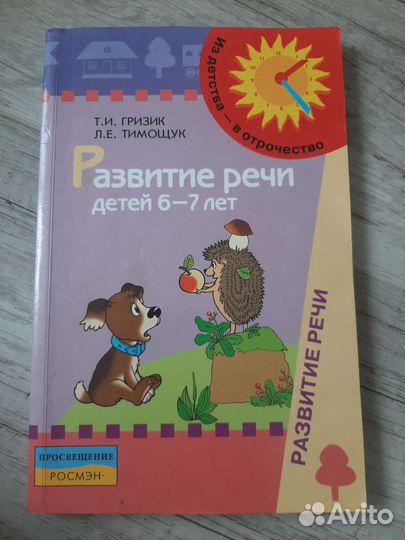 Из детства — в отрочество
Т.И. ГРИЗИК
Л.Е. ТИМОЩУК
Развитие речи
детей 6–7 лет
РАЗВИТИЕ РЕЧИ
ПРОСВЕЩЕНИЕ
·РОСМЭН·
Avito